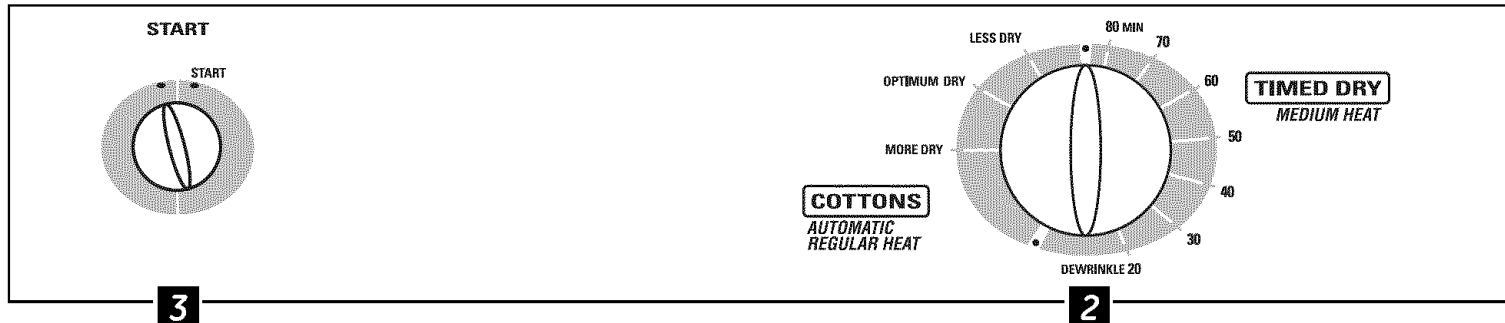 START
START
LESS DRY
OPTIMUM DRY
MORE DRY
COTTONS
AUTOMATIC
REGULAR HEAT
80 MIN
70
60
50
40
30
DEWRINKLE 20
TIMED DRY
MEDIUM HEAT
3
2